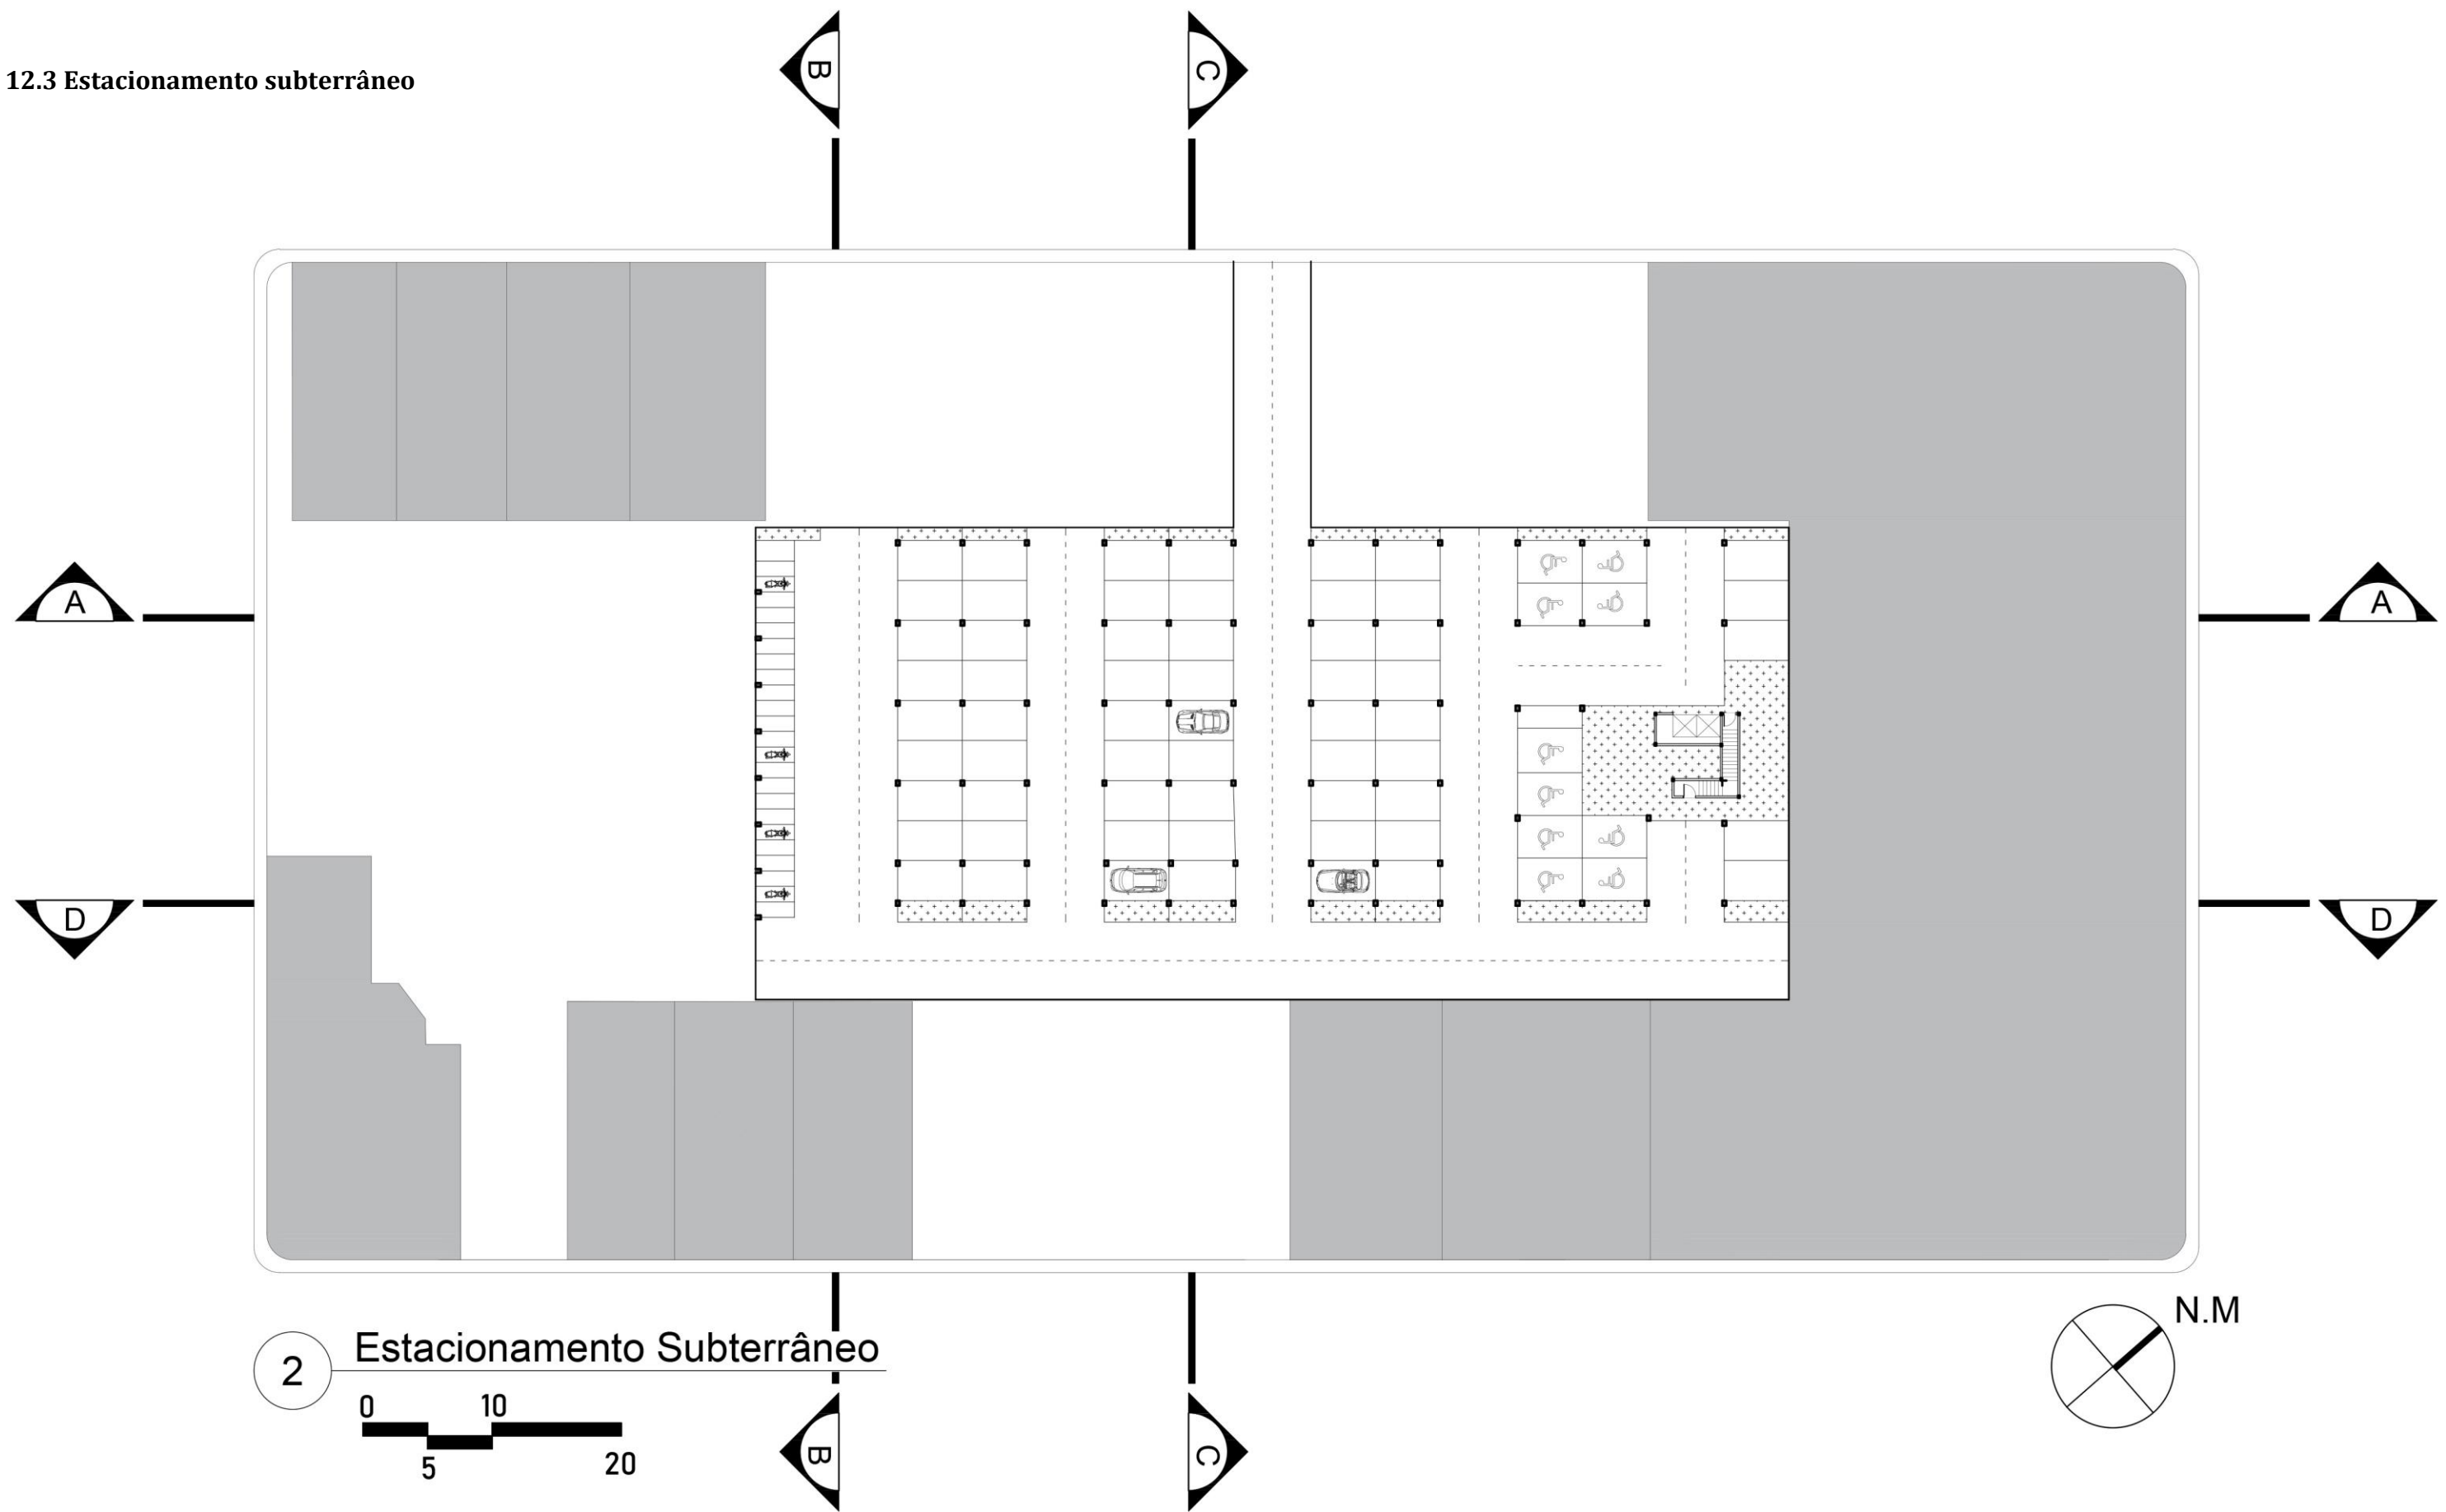 12.3 Estacionamento subterrâneo
B
C
A
A
D
D
2
Estacionamento Subterrâneo
0
10
5
20
B
C
N.M